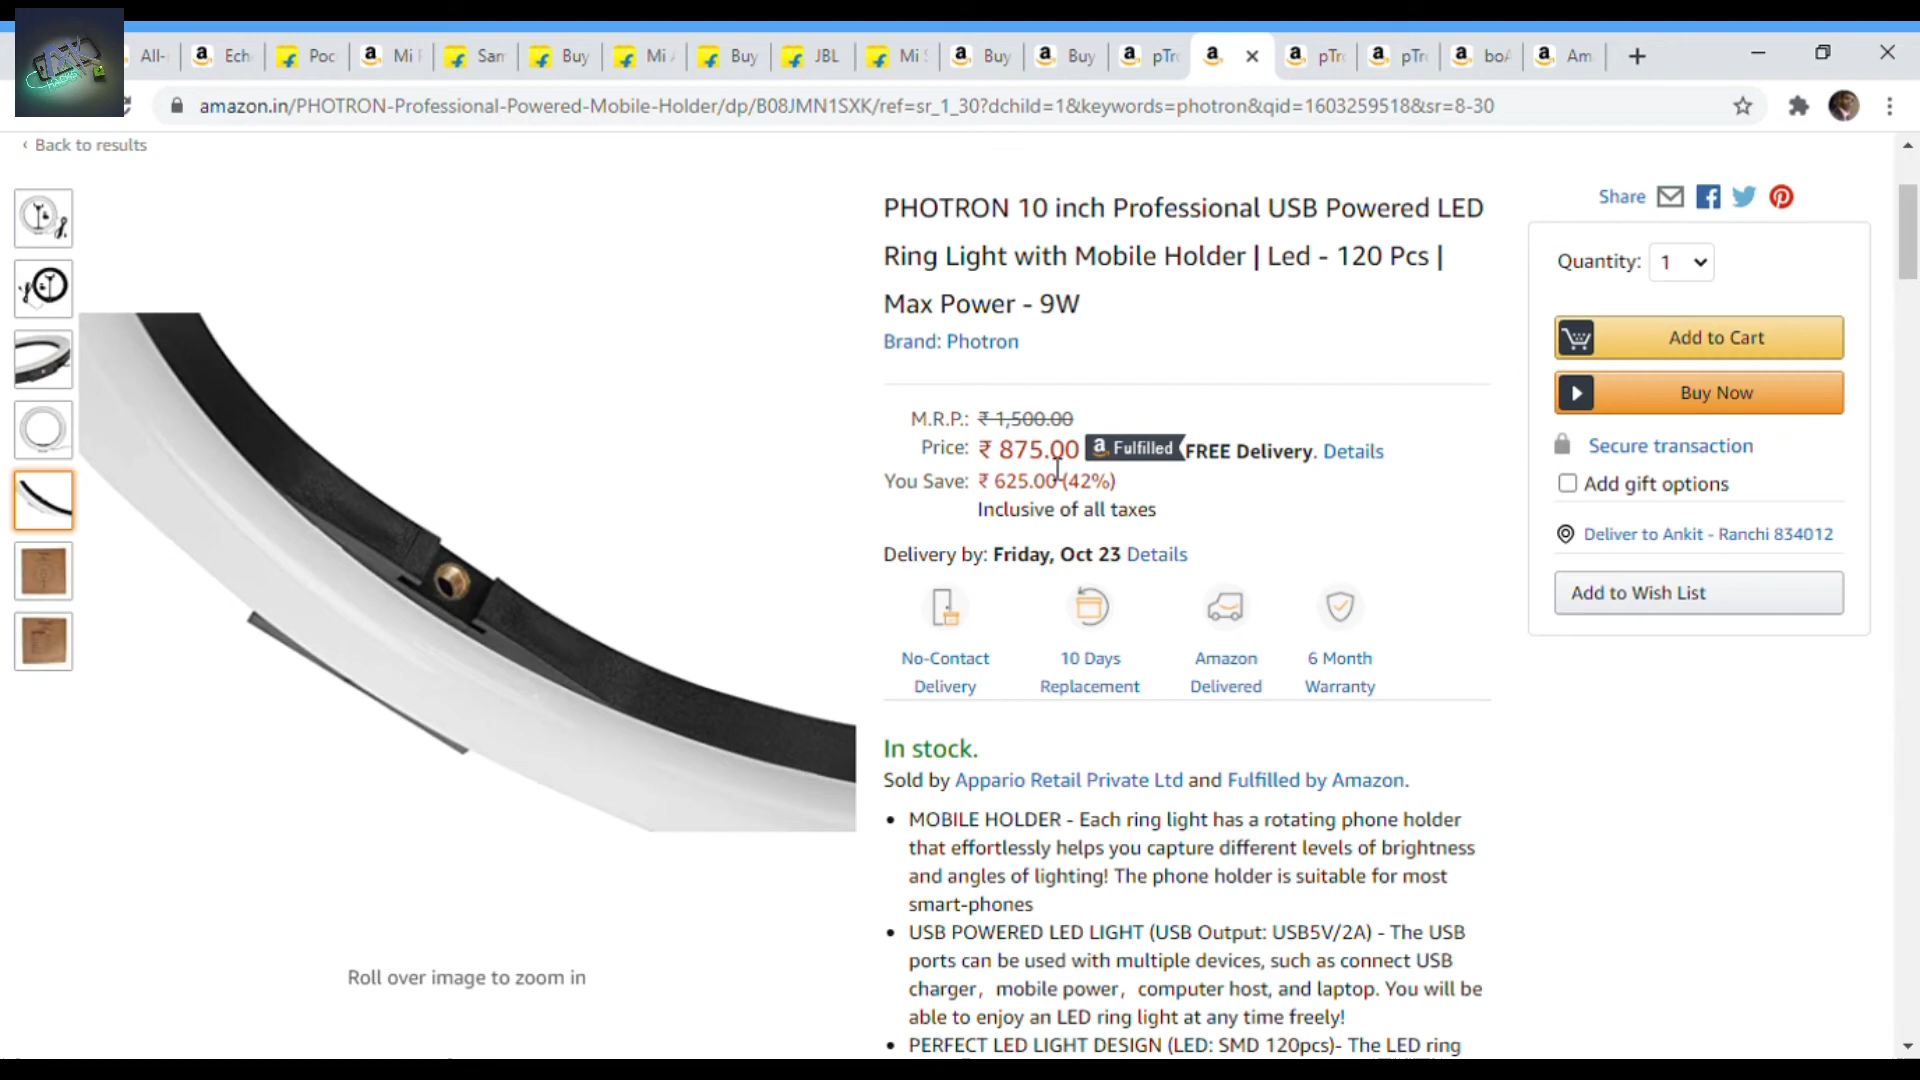 All-
Ech
Poc
Mi
San
Buy
Mi
Buy
JBL
Mi
Buy
Buy
pTr
pTr
pTr
boA
Am
amazon.in/PHOTRON-Professional-Powered-Mobile-Holder/dp/B08JMN1SXK/ref=sr_1_30?dchild=1&keywords=photron&qid=1603259518&sr=8-30
‹ Back to results
Share
PHOTRON 10 inch Professional USB Powered LED
Ring Light with Mobile Holder | Led - 120 Pcs |
Max Power - 9W
Brand: Photron
M.R.P.: ₹ 1,500.00
Price: ₹ 875.00 a Fulfilled FREE Delivery. Details
You Save: ₹ 625.00 (42%)
Inclusive of all taxes
Delivery by: Friday, Oct 23 Details
No-Contact
Delivery
10 Days
Replacement
Amazon
Delivered
6 Month
Warranty
In stock.
Sold by Appario Retail Private Ltd and Fulfilled by Amazon.
• MOBILE HOLDER - Each ring light has a rotating phone holder
that effortlessly helps you capture different levels of brightness
and angles of lighting! The phone holder is suitable for most
smart-phones
• USB POWERED LED LIGHT (USB Output: USB5V/2A) - The USB
ports can be used with multiple devices, such as connect USB
charger，mobile power，computer host, and laptop. You will be
able to enjoy an LED ring light at any time freely!
• PERFECT LED LIGHT DESIGN (LED: SMD 120pcs)- The LED ring
Quantity: 1
Add to Cart
Buy Now
Secure transaction
Add gift options
Deliver to Ankit - Ranchi 834012
Add to Wish List
Roll over image to zoom in